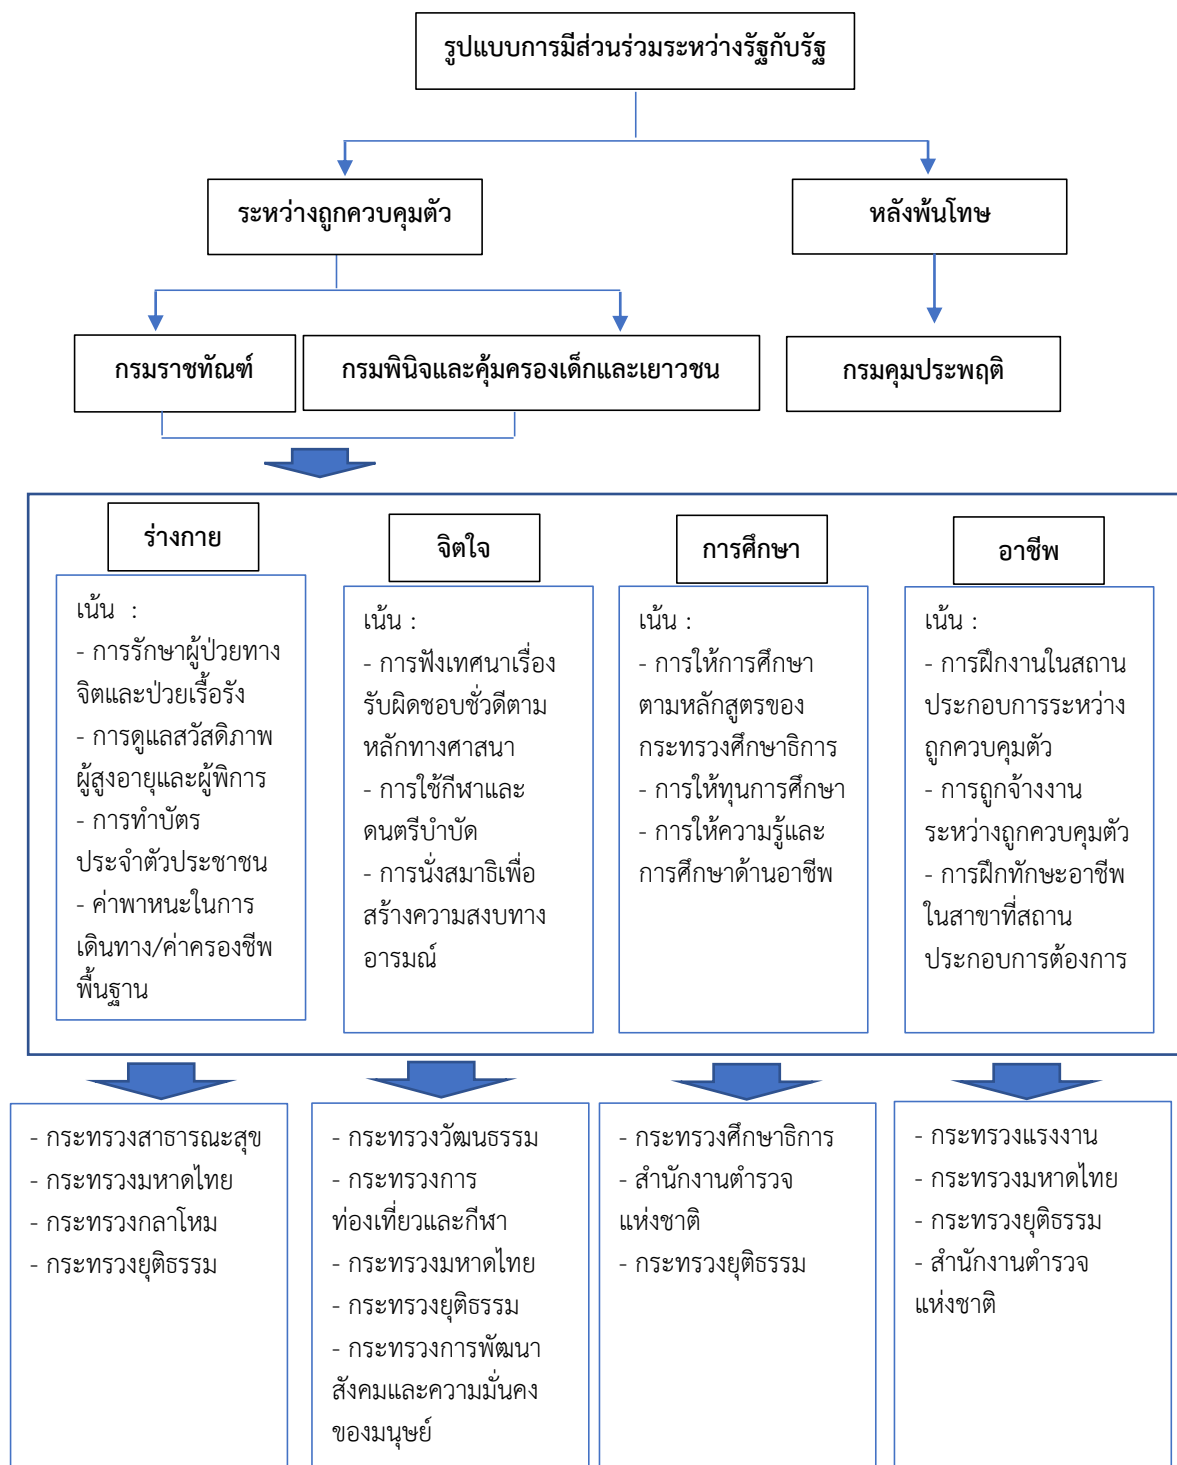 รูปแบบการมีส่วนร่วมระหว่างรัฐกับรัฐ
ระหว่างถูกควบคุมตัว
หลังพ้นโทษ
กรมราชทัณฑ์
กรมพินิจและคุ้มครองเด็กและเยาวชน
กรมคุมประพฤติ
ร่างกาย
เน้น :
- การรักษาผู้ป่วยทาง
จิตและป่วยเรื้อรัง
- การดูแลสวัสดิภาพ
ผู้สูงอายุและผู้พิการ
- การทำบัตร
ประจำตัวประชาชน
- ค่าพาหนะในการ
เดินทาง/ค่าครองชีพ
พื้นฐาน
จิตใจ
เน้น :
- การฟังเทศนาเรื่อง
รับผิดชอบชั่วดีตาม
หลักทางศาสนา
- การใช้กีฬาและ
ดนตรีบำบัด
- การนั่งสมาธิเพื่อ
สร้างความสงบทาง
อารมณ์
การศึกษา
เน้น :
- การให้การศึกษา
ตามหลักสูตรของ
กระทรวงศึกษาธิการ
- การให้ทุนการศึกษา
- การให้ความรู้และ
การศึกษาด้านอาชีพ
อาชีพ
เน้น :
- การฝึกงานในสถาน
ประกอบการระหว่าง
ถูกควบคุมตัว
- การถูกจ้างงาน
ระหว่างถูกควบคุมตัว
- การฝึกทักษะอาชีพ
ในสาขาที่สถาน
ประกอบการต้องการ
- กระทรวงสาธารณะสุข
- กระทรวงมหาดไทย
- กระทรวงกลาโหม
- กระทรวงยุติธรรม
- กระทรวงวัฒนธรรม
- กระทรวงการ
ท่องเที่ยวและกีฬา
- กระทรวงมหาดไทย
- กระทรวงยุติธรรม
- กระทรวงการพัฒนา
สังคมและความมั่นคง
ของมนุษย์
- กระทรวงศึกษาธิการ
- สำนักงานตำรวจ
แห่งชาติ
- กระทรวงยุติธรรม
- กระทรวงแรงงาน
- กระทรวงมหาดไทย
- กระทรวงยุติธรรม
- สำนักงานตำรวจ
แห่งชาติ